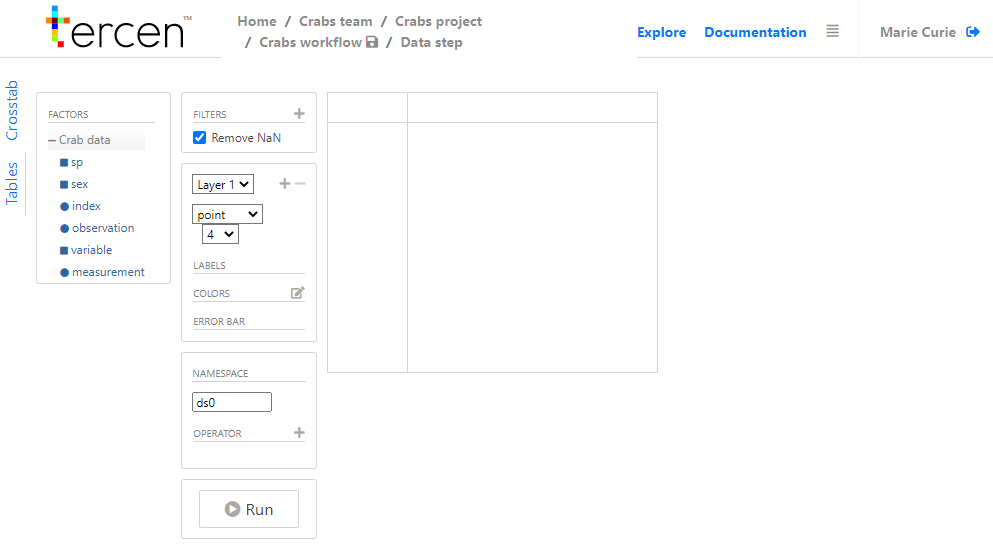 tercen™
Home / Crabs team / Crabs project
/ Crabs workflow / Data step
Explore Documentation
Marie Curie
Crosstab
Tables
FACTORS
Crab data
sp
sex
index
observation
variable
measurement
FILTERS
Remove NaN
Layer 1
point
4
LABELS
COLORS
ERROR BAR
NAMESPACE
ds0
OPERATOR
Run